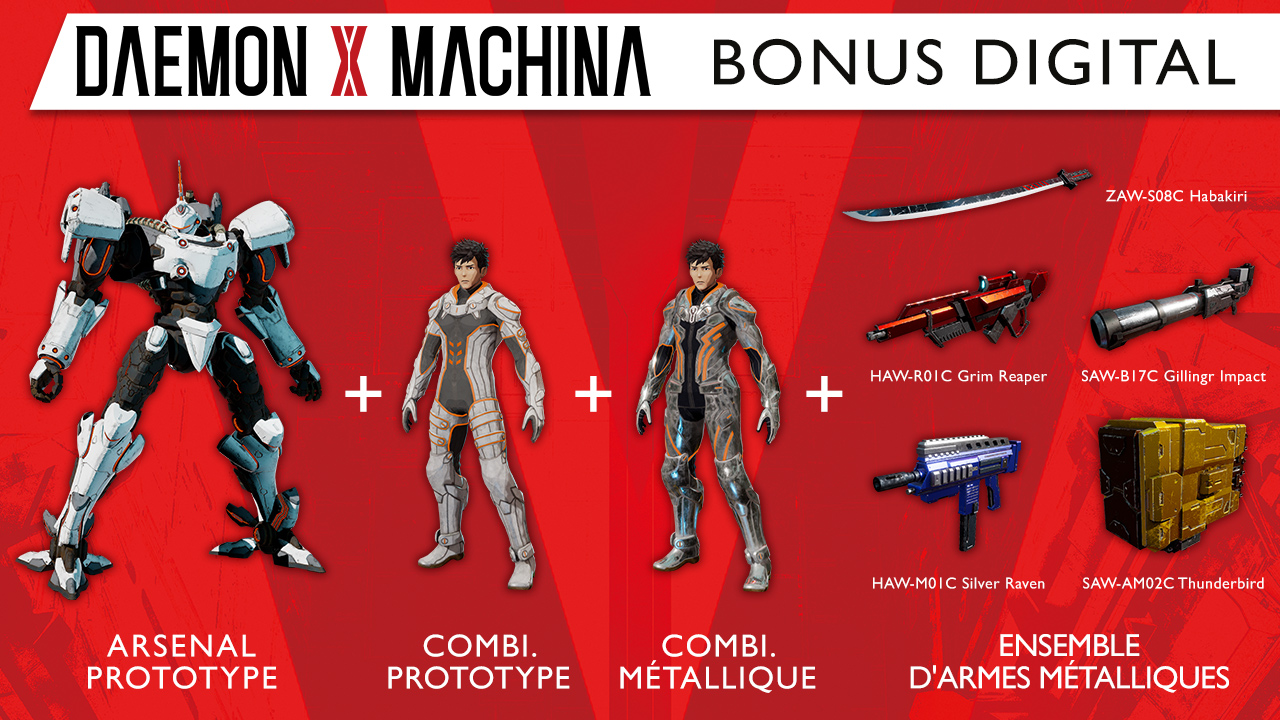 DAEMON X MACHINA BONUS DIGITAL
ZAW-S08C Habakiri
HAW-R01C Grim Reaper
SAW-B17C Gillingr Impact
HAW-M01C Silver Raven
SAW-AM02C Thunderbird
+
+
+
ARSENAL
PROTOTYPE
COMBI.
PROTOTYPE
COMBI.
MÉTALLIQUE
ENSEMBLE
D'ARMES MÉTALLIQUES